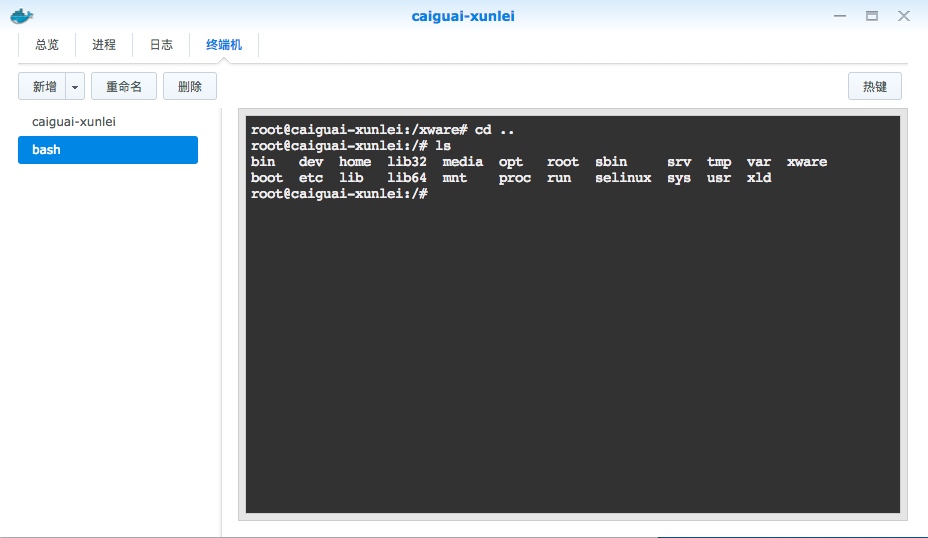 caiguai-xunlei
总览 进程 日志 终端机
新增 重命名 删除 热键
caiguai-xunlei
bash
root@caiguai-xunlei:/xware# cd ..
root@caiguai-xunlei:/# ls
bin dev home lib32 media opt root sbin srv tmp var xware
boot etc lib lib64 mnt proc run selinux sys usr xld
root@caiguai-xunlei:/#